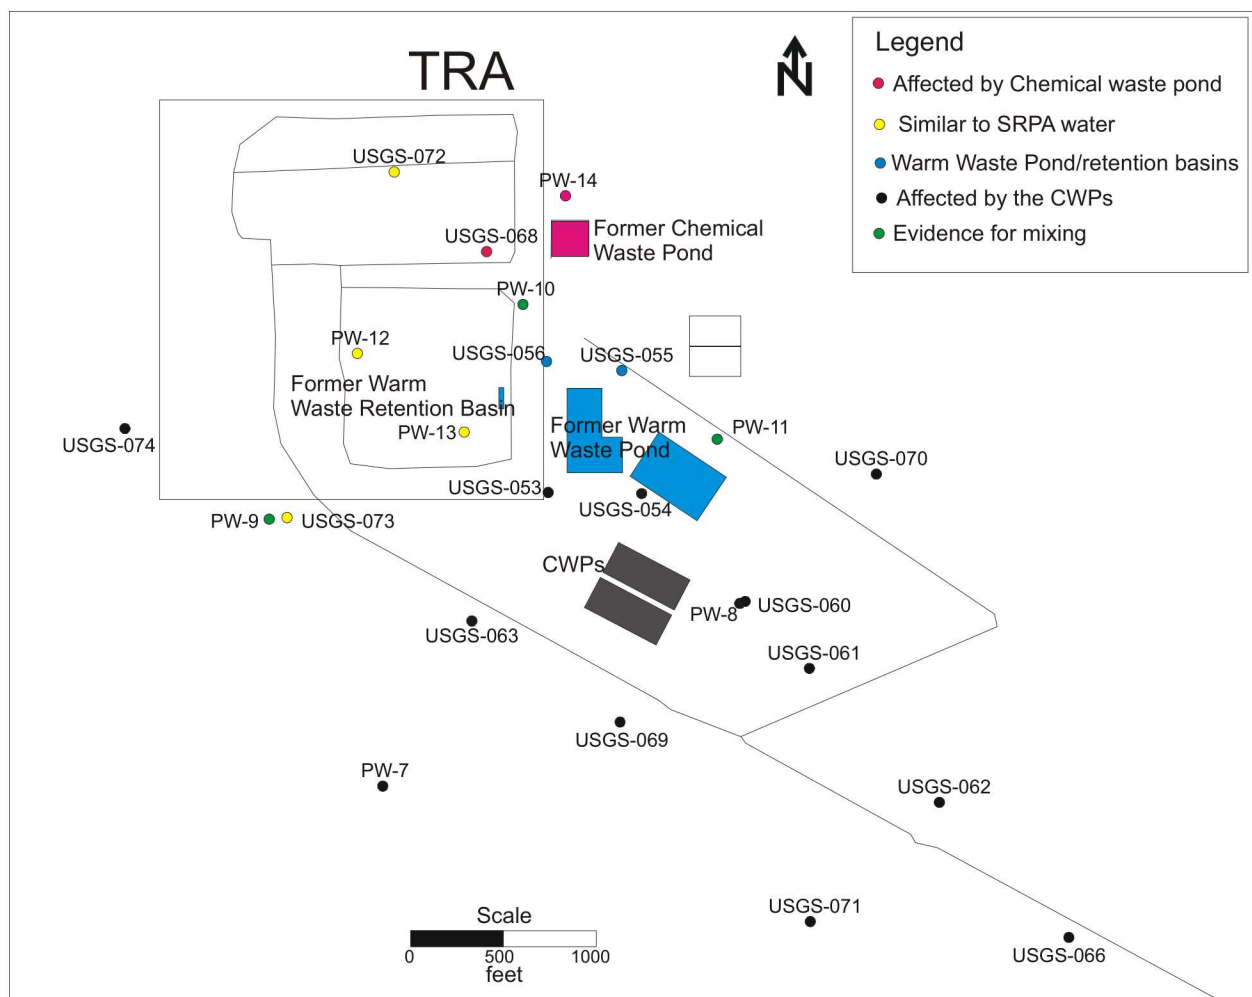 TRA
N
Legend
Affected by Chemical waste pond
Similar to SRPA water
Warm Waste Pond/retention basins
Affected by the CWPs
Evidence for mixing
USGS-072
PW-14
USGS-068
Former Chemical
Waste Pond
PW-10
PW-12
USGS-056
USGS-055
Former Warm
Waste Retention Basin
Former Warm
Waste Pond
PW-13
PW-11
USGS-074
USGS-070
USGS-053
USGS-054
PW-9
USGS-073
CWPs
PW-8
USGS-060
USGS-063
USGS-061
USGS-069
PW-7
USGS-062
USGS-071
USGS-066
Scale
0 500 1000
feet